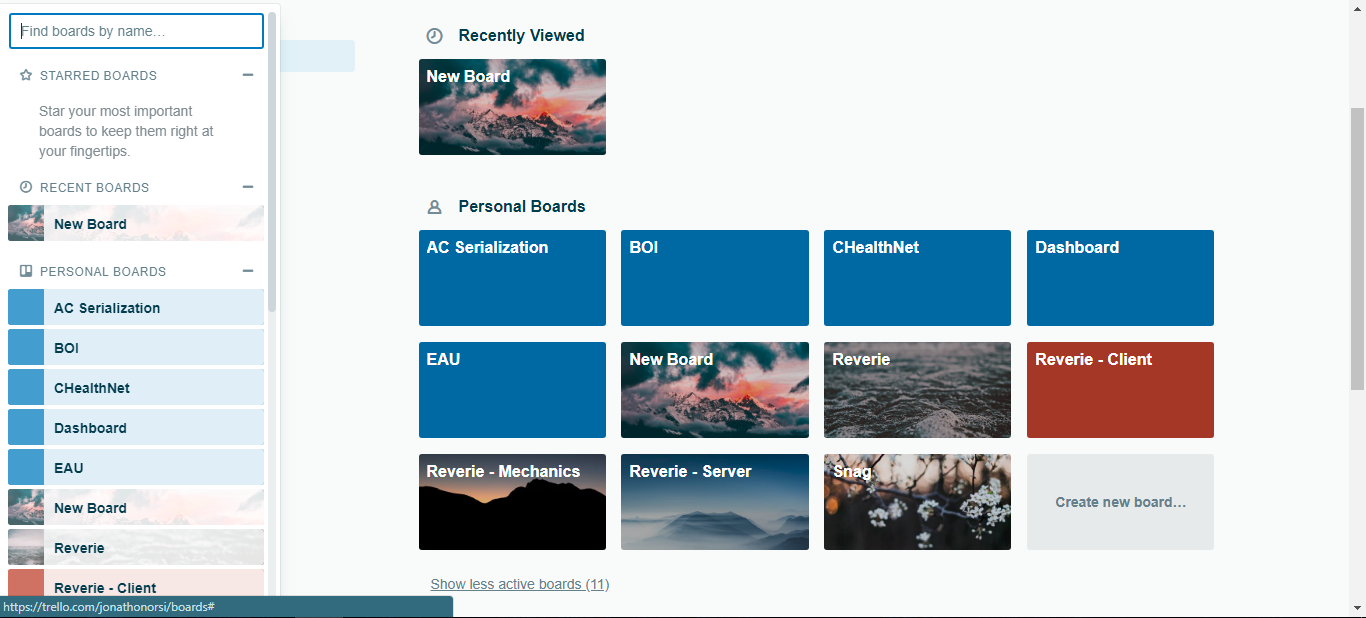 Find boards by name…
STARRED BOARDS
Star your most important
boards to keep them right at
your fingertips.
RECENT BOARDS
New Board
PERSONAL BOARDS
AC Serialization
BOI
CHealthNet
Dashboard
EAU
New Board
Reverie
Reverie - Client
https://trello.com/jonathonorsi/boards#
Recently Viewed
New Board
Personal Boards
AC Serialization
BOI
CHealthNet
Dashboard
EAU
New Board
Reverie
Reverie - Client
Reverie - Mechanics
Reverie - Server
Snag
Create new board…
Show less active boards (11)